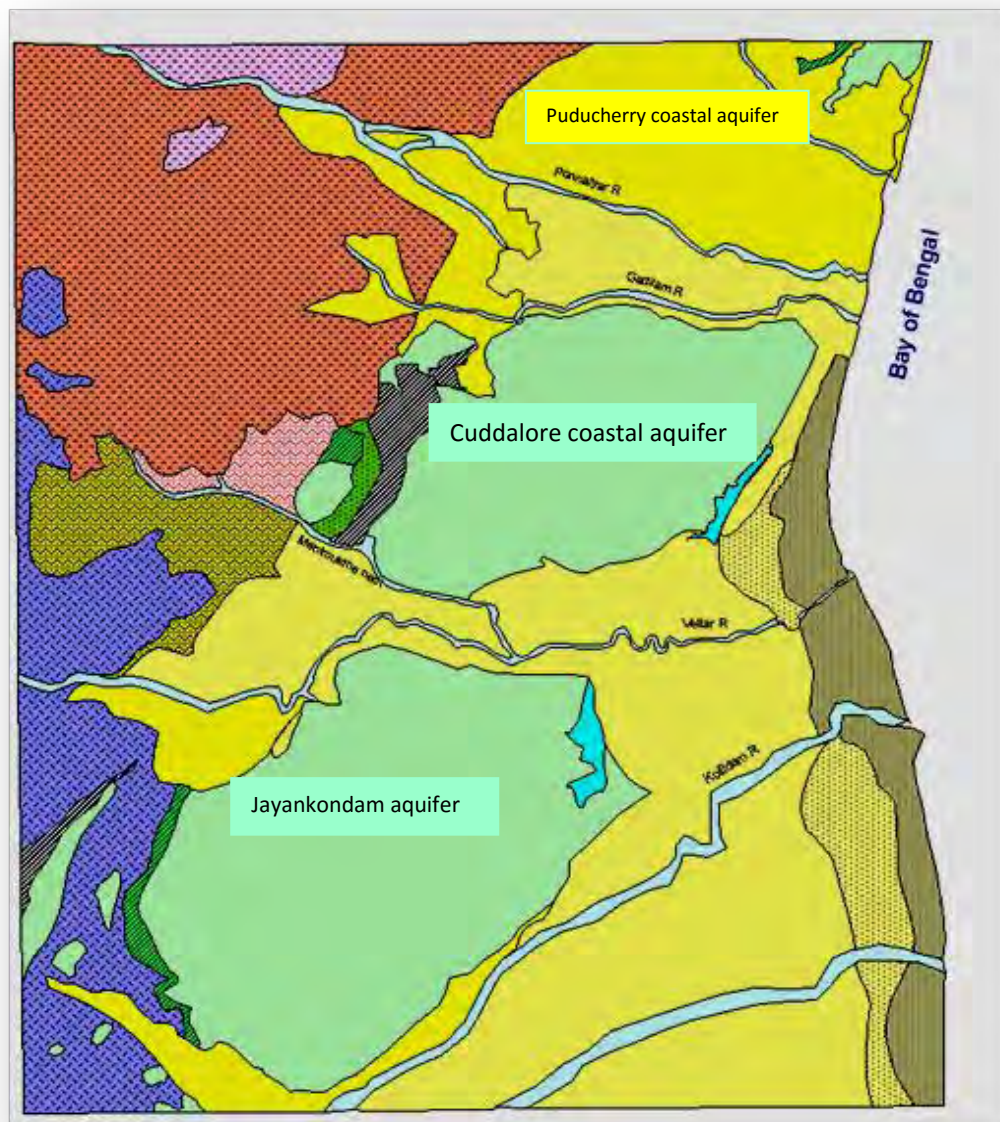 Puducherry coastal aquifer
Ponnaiyar R
Bay of Bengal
Gadilam R
Cuddalore coastal aquifer
Vellar R
Kollidam R
Jayankondam aquifer